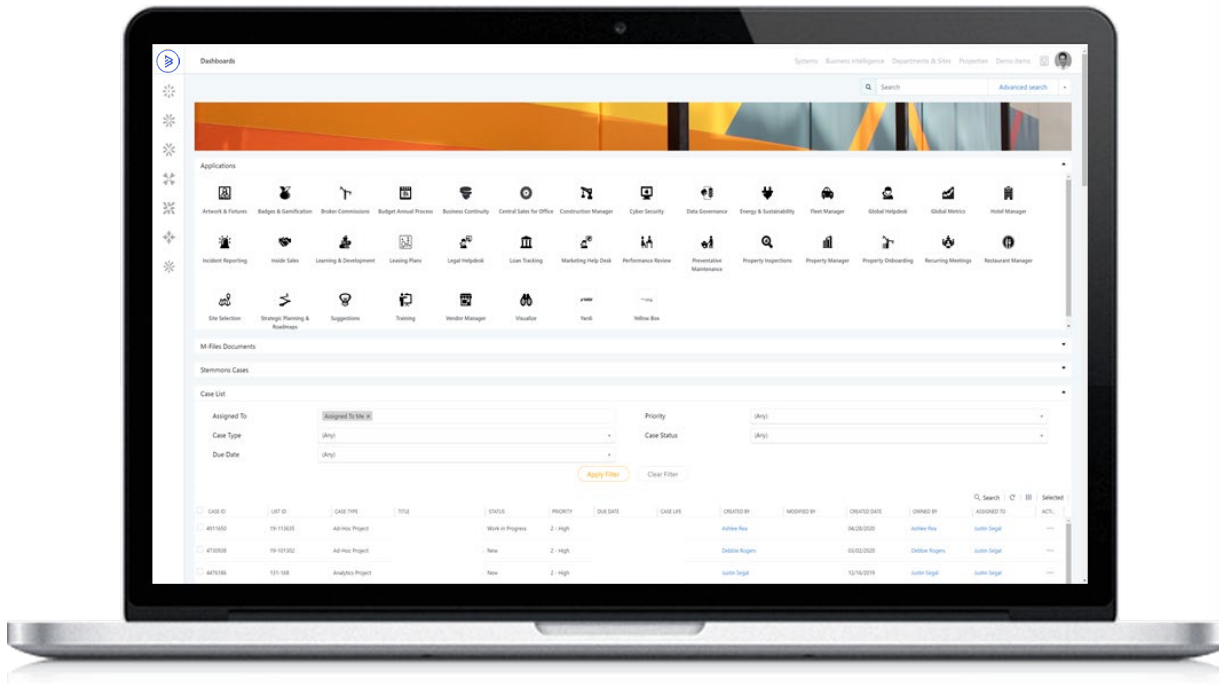 Dashboards
Systems Business Intelligence Departments & Sites Properties Demo Items
Search Advanced search
Applications
Artwork & Fixtures Badges & Gamification Broker Commissions Budget Annual Process Business Continuity Central Sales for Office Construction Manager Cyber Security Data Governance Energy & Sustainability Fleet Manager Global Helpdesk Global Metrics Hotel Manager
Incident Reporting Inside Sales Learning & Development Leasing Plans Legal Helpdesk Loan Tracking Marketing Help Desk Performance Review Preventative Property Inspections Property Manager Property Onboarding Recurring Meetings Restaurant Manager
Maintenance
Site Selection Strategic Planning & Suggestions Training Vendor Manager Visualize Yardi Yellow Box
Roadmaps
M-Files Documents
Stemmons Cases
Case List
Assigned To Assigned To Me × Priority (Any)
Case Type (Any) Case Status (Any)
Due Date (Any)
Apply Filter Clear Filter
Search Selected
CASE ID LIST ID CASE TYPE TITLE STATUS PRIORITY DUE DATE CASE LIFE CREATED BY MODIFIED BY CREATED DATE OWNED BY ASSIGNED TO ACTI...
4011650 19-113635 Ad-Hoc Project Work in Progress 2 - High Ashlee Rea 04/28/2020 Ashlee Rea Justin Segal
4730938 19-101302 Ad-Hoc Project New 2 - High Debbie Rogers 03/02/2020 Debbie Rogers Justin Segal
4476186 131-168 Analytics Project New 2 - High Justin Segal 12/16/2019 Justin Segal Justin Segal